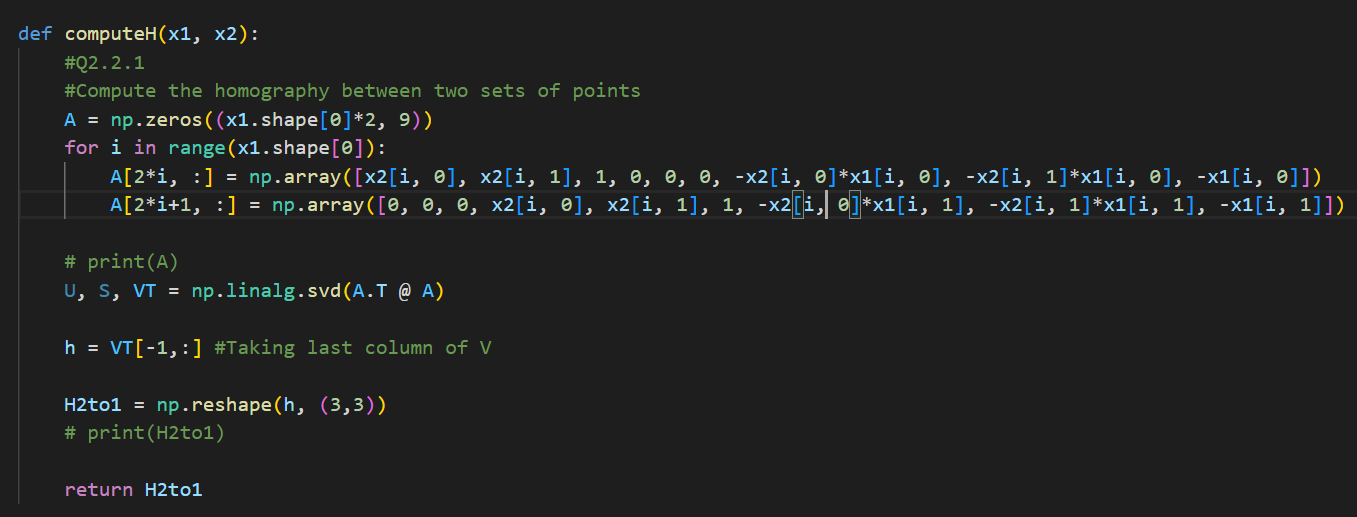 def computeH(x1, x2):
    #Q2.2.1
    #Compute the homography between two sets of points
    A = np.zeros((x1.shape[0]*2, 9))
    for i in range(x1.shape[0]):
        A[2*i, :] = np.array([x2[i, 0], x2[i, 1], 1, 0, 0, 0, -x2[i, 0]*x1[i, 0], -x2[i, 1]*x1[i, 0], -x1[i, 0]])
        A[2*i+1, :] = np.array([0, 0, 0, x2[i, 0], x2[i, 1], 1, -x2[i, 0]*x1[i, 1], -x2[i, 1]*x1[i, 1], -x1[i, 1]])
    # print(A)
    U, S, VT = np.linalg.svd(A.T @ A)
    h = VT[-1,:] #Taking last column of V
    H2to1 = np.reshape(h, (3,3))
    # print(H2to1)
    return H2to1